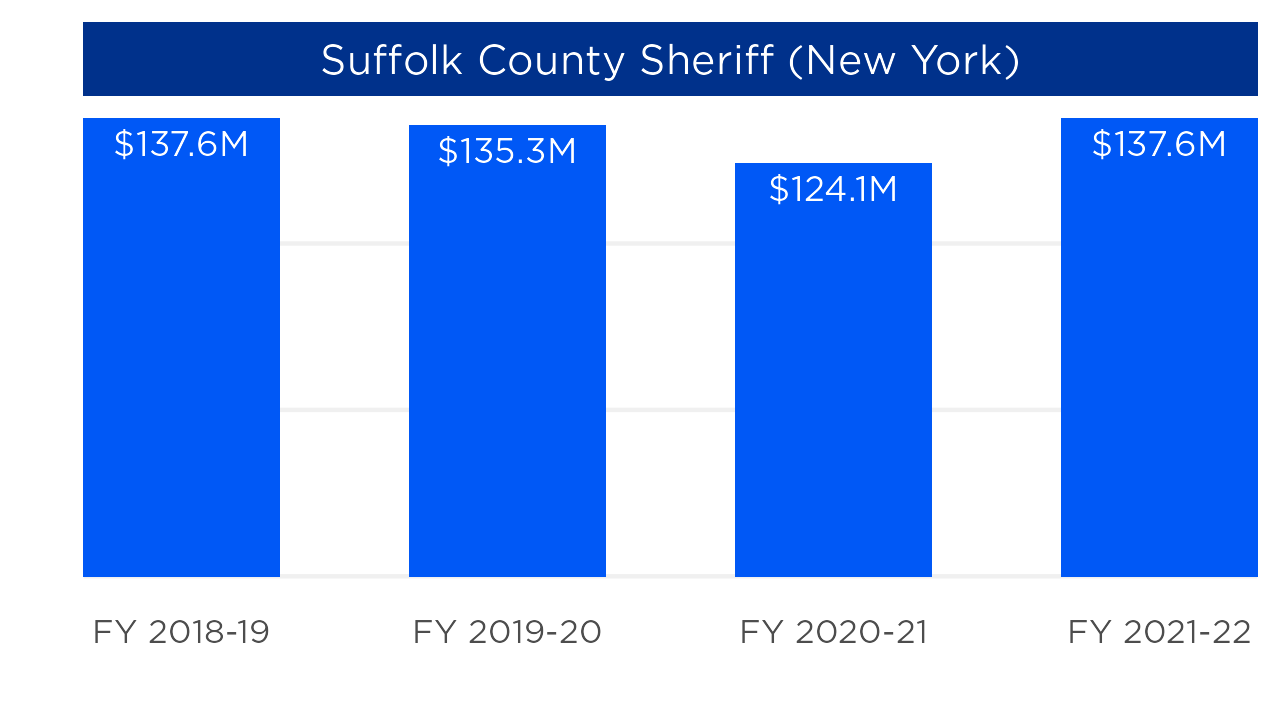 Suffolk County Sheriff (New York)
$137.6M
$135.3M
$124.1M
$137.6M
FY 2018-19
FY 2019-20
FY 2020-21
FY 2021-22